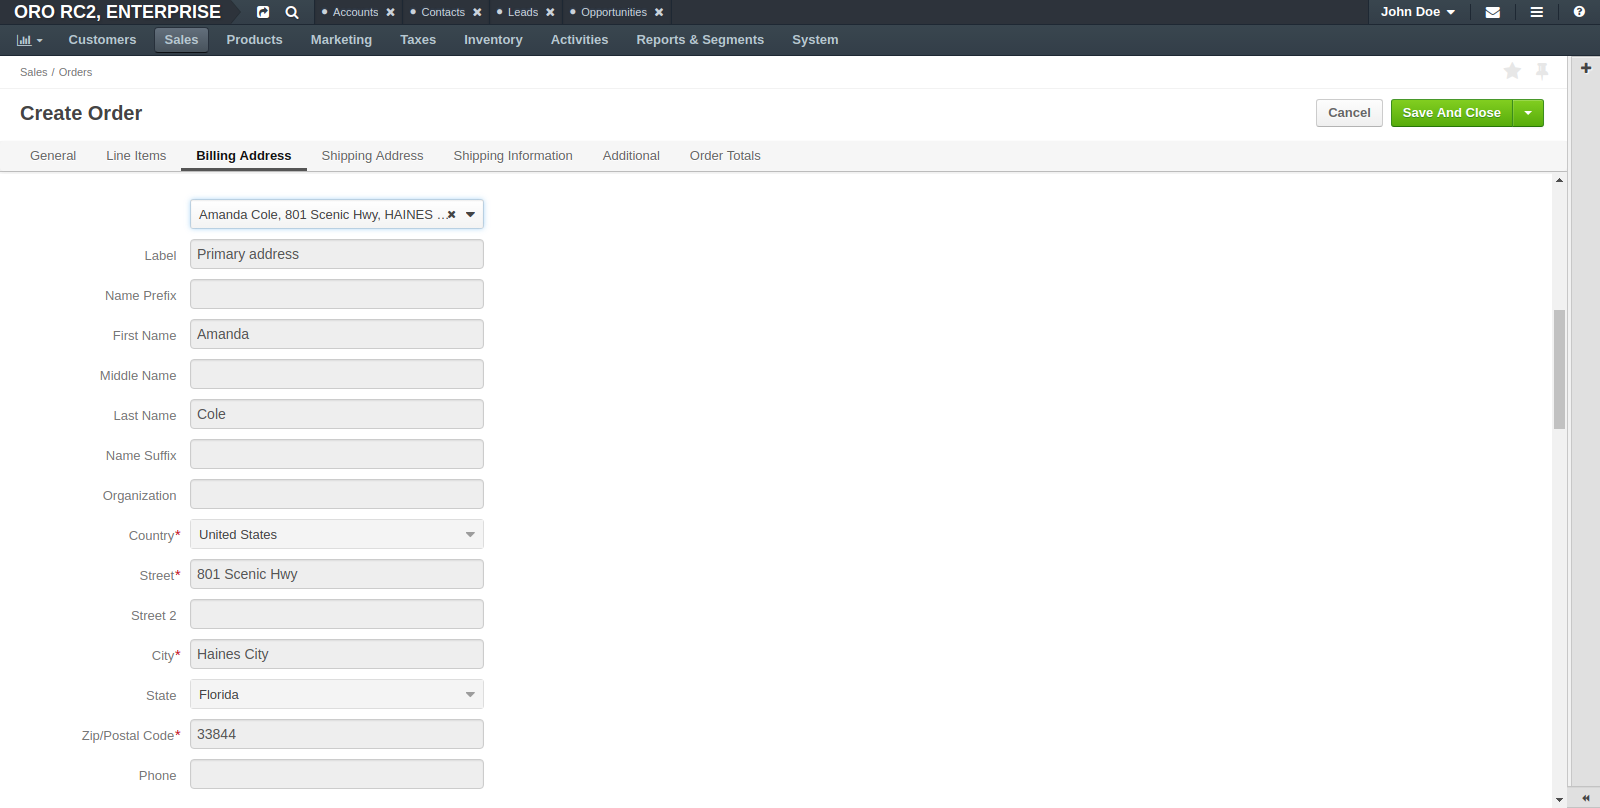 ORO RC2, ENTERPRISE Accounts Contacts Leads Opportunities John Doe
Customers Sales Products Marketing Taxes Inventory Activities Reports & Segments System
Sales / Orders
Create Order Cancel Save And Close
General Line Items Billing Address Shipping Address Shipping Information Additional Order Totals
Amanda Cole, 801 Scenic Hwy, HAINES ...
Label Primary address
Name Prefix
First Name Amanda
Middle Name
Last Name Cole
Name Suffix
Organization
Country* United States
Street* 801 Scenic Hwy
Street 2
City* Haines City
State Florida
Zip/Postal Code* 33844
Phone